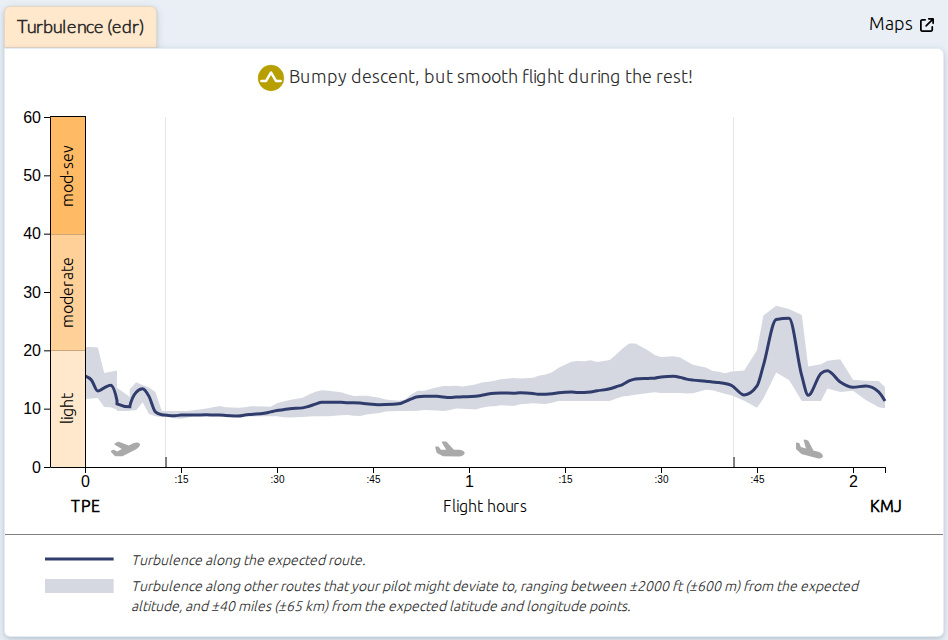 Turbulence (edr)
Maps
Bumpy descent, but smooth flight during the rest!
60
50
40
30
20
10
0
mod-sev
moderate
light
0
:15
:30
:45
1
:15
:30
:45
2
TPE
Flight hours
KMJ
Turbulence along the expected route.
Turbulence along other routes that your pilot might deviate to, ranging between ±2000 ft (±600 m) from the expected
altitude, and ±40 miles (±65 km) from the expected latitude and longitude points.